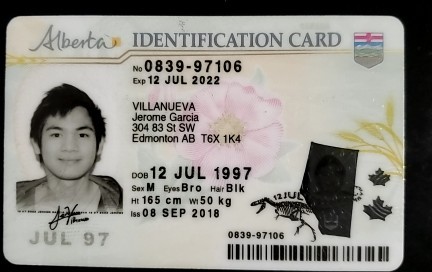 Alberta IDENTIFICATION CARD
No 0839-97106
Exp 12 JUL 2022
VILLANUEVA
Jerome Garcia
304 83 St SW
Edmonton AB T6X 1K4
DOB 12 JUL 1997
Sex M Eyes Bro Hair Blk
Ht 165 cm Wt 50 kg
Iss 08 SEP 2018
12 JUL
JUL 97
0839-97106